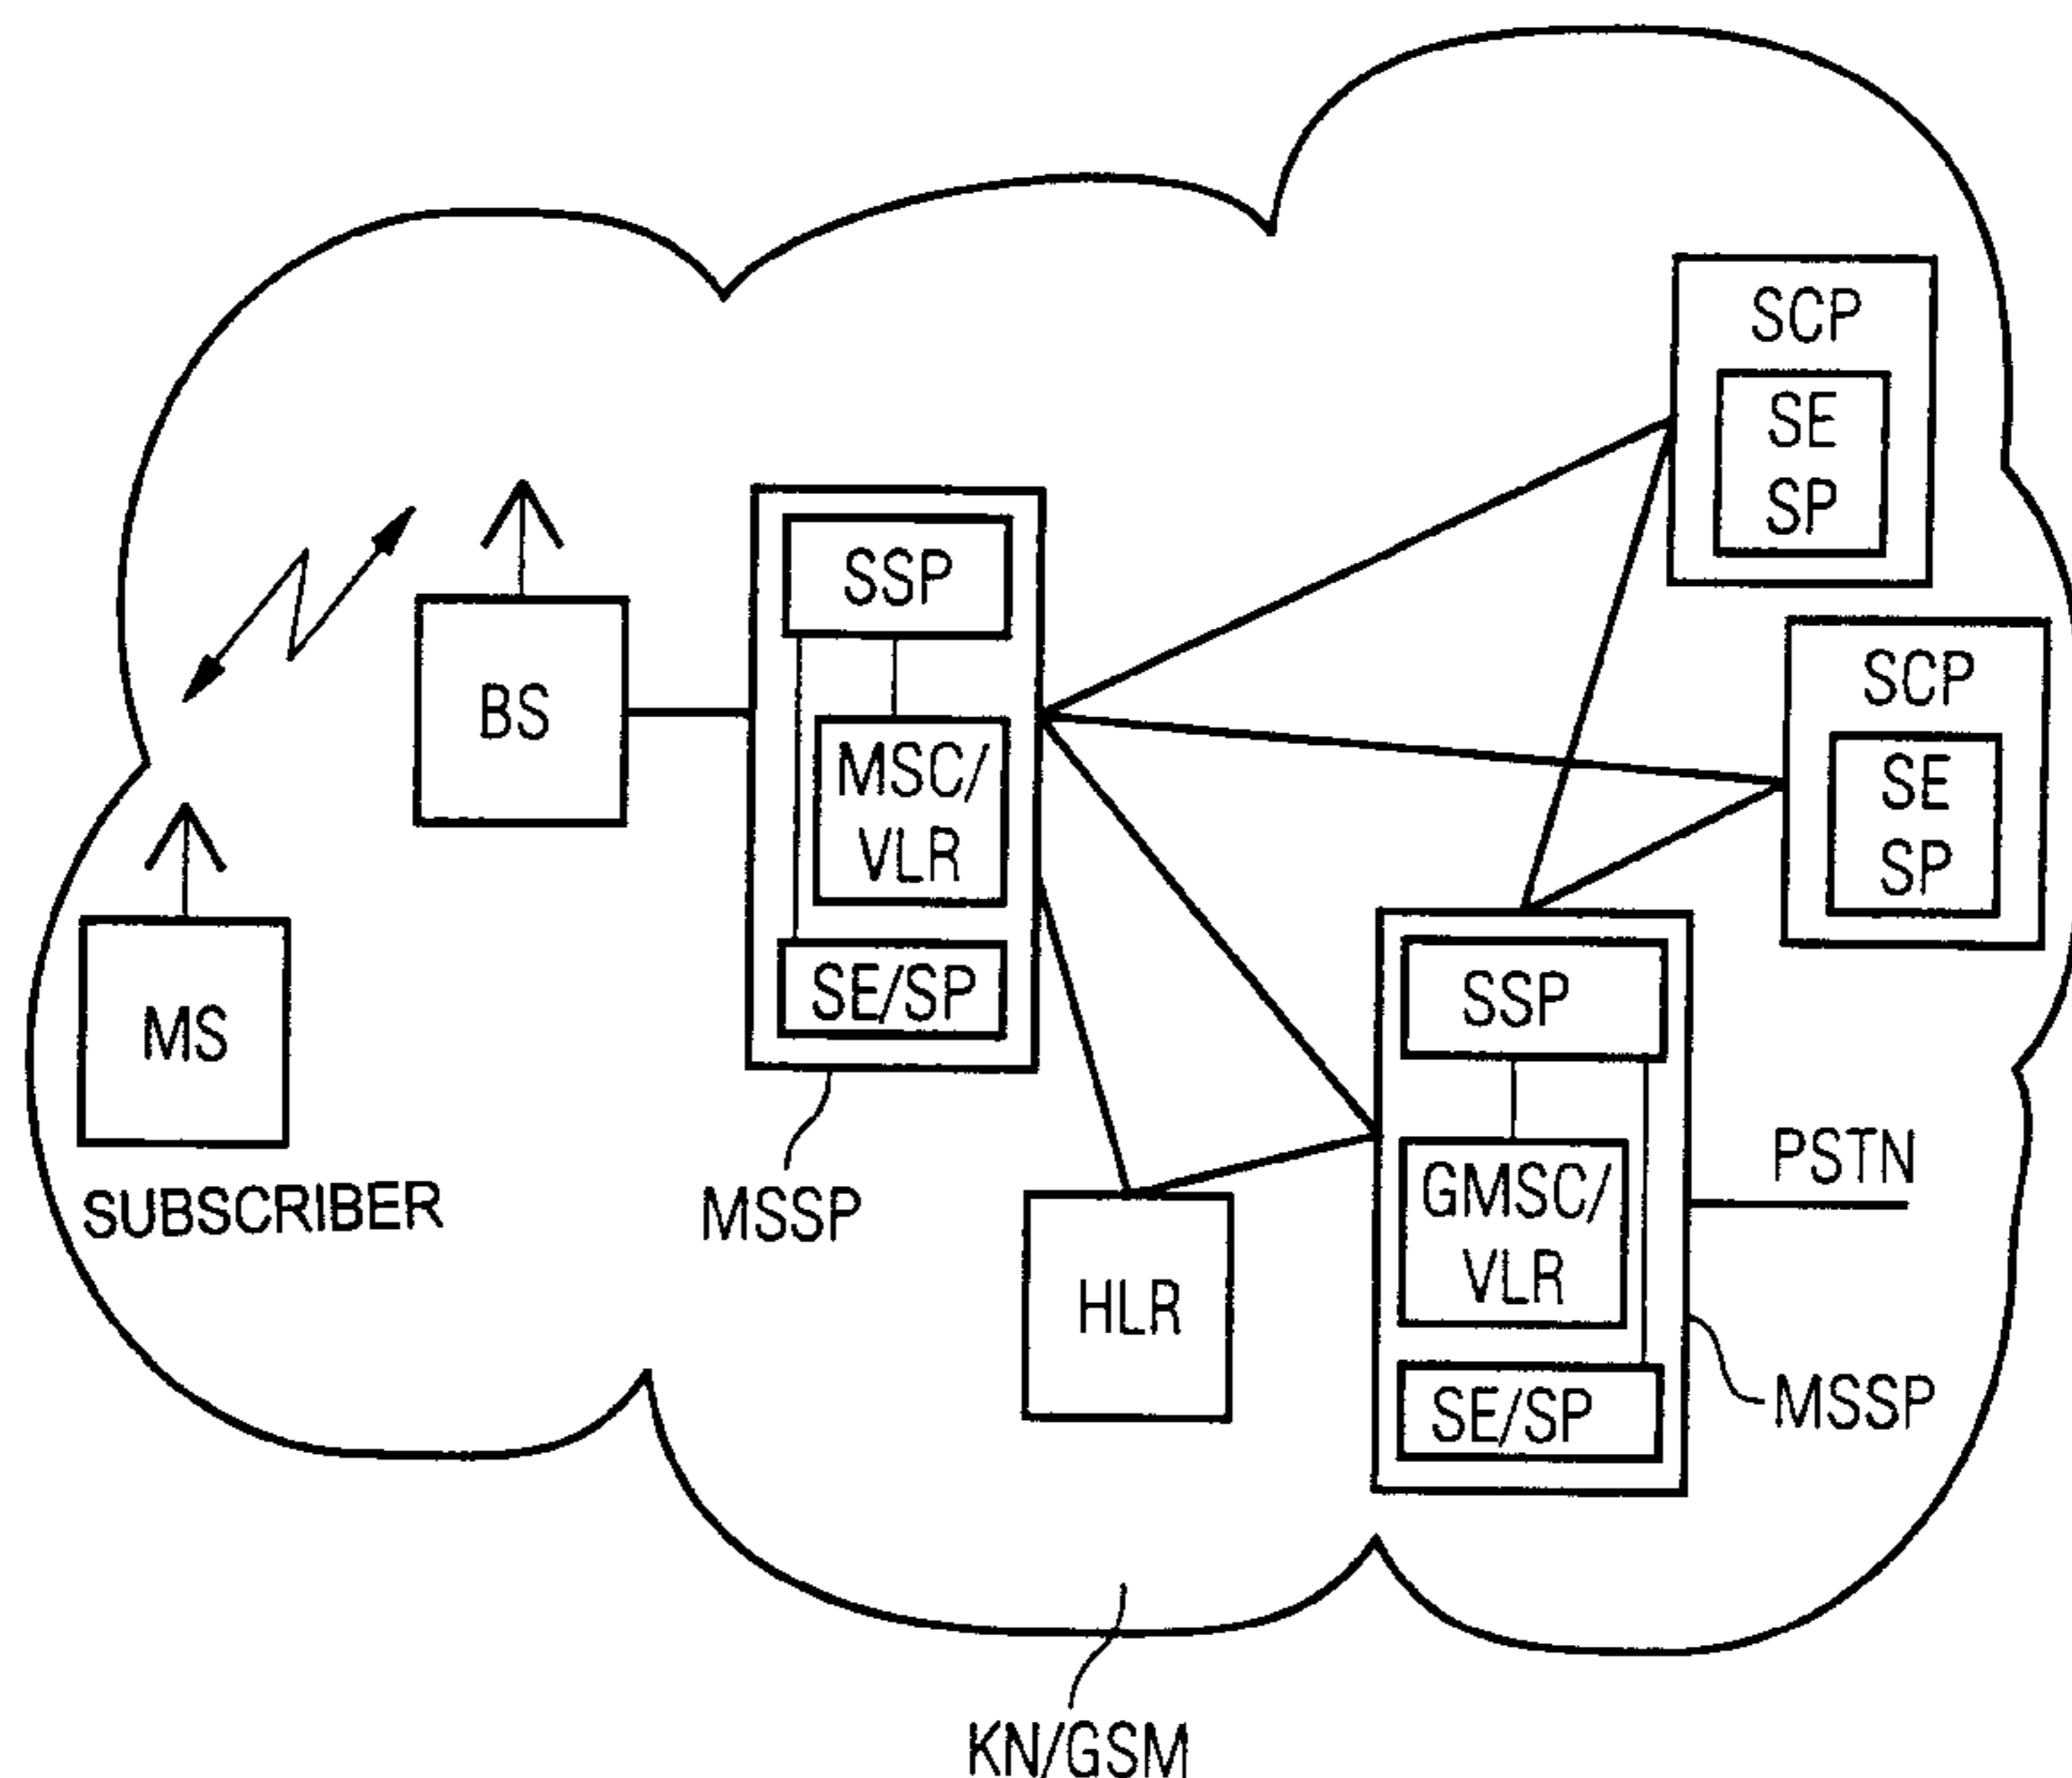 SCP
SE
SP
SSP
BS
MSC/
VLR
SE/SP
SCP
SE
SP
MS
SUBSCRIBER
MSSP
HLR
SSP
GMSC/
VLR
SE/SP
PSTN
MSSP
KN/GSM